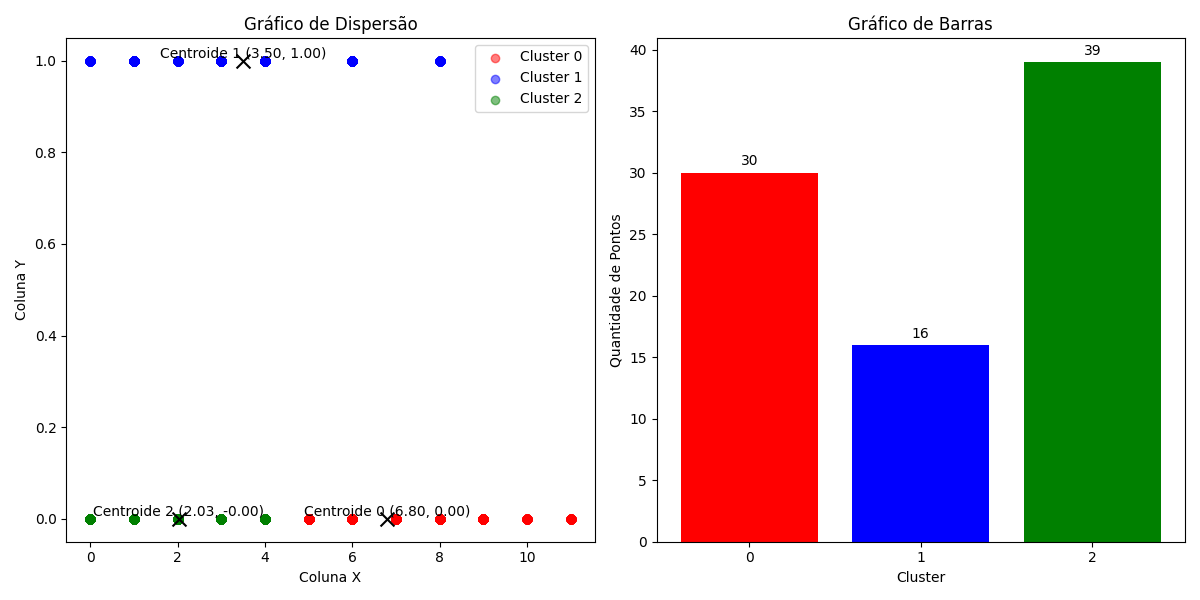 Gráfico de Dispersão
Centroide 1 (3.50, 1.00)
Cluster 0
Cluster 1
Cluster 2
1.0
0.8
0.6
0.4
0.2
0.0
Coluna Y
Centroide 2 (2.03, -0.00)
Centroide 0 (6.80, 0.00)
0 2 4 6 8 10
Coluna X
Gráfico de Barras
40
35
30
25
20
15
10
5
0
Quantidade de Pontos
30
16
39
0 1 2
Cluster